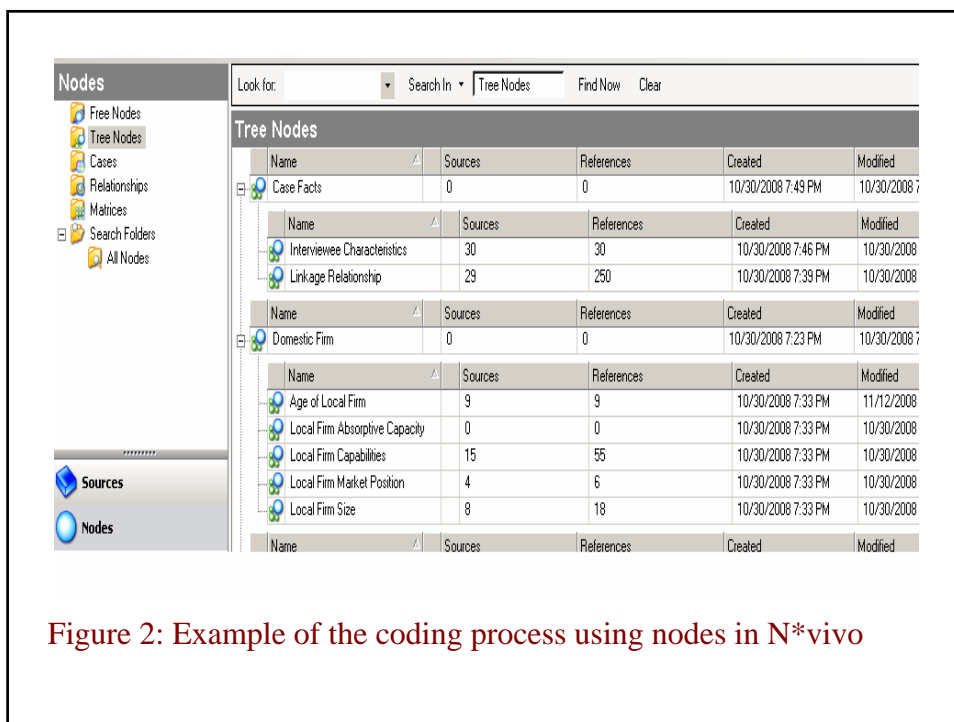 Nodes
Free Nodes
Tree Nodes
Cases
Relationships
Matrices
Search Folders
All Nodes
Sources
Nodes
Look for: Search In Tree Nodes Find Now Clear
Tree Nodes
Name Sources References Created Modified
Case Facts 0 0 10/30/2008 7:49 PM 10/30/2008 7
Name Sources References Created Modified
Interviewee Characteristics 30 30 10/30/2008 7:46 PM 10/30/2008
Linkage Relationship 29 250 10/30/2008 7:39 PM 10/30/2008
Name Sources References Created Modified
Domestic Firm 0 0 10/30/2008 7:23 PM 10/30/2008 7
Name Sources References Created Modified
Age of Local Firm 9 9 10/30/2008 7:33 PM 11/12/2008
Local Firm Absorptive Capacity 0 0 10/30/2008 7:33 PM 10/30/2008
Local Firm Capabilities 15 55 10/30/2008 7:33 PM 10/30/2008
Local Firm Market Position 4 6 10/30/2008 7:33 PM 10/30/2008
Local Firm Size 8 18 10/30/2008 7:33 PM 10/30/2008
Name Sources References Created Modified
Figure 2: Example of the coding process using nodes in N*vivo